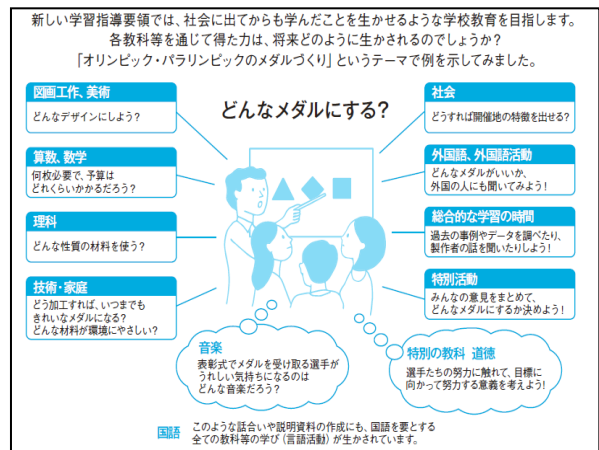 新しい学習指導要領では、社会に出てからも学んだことを生かせるような学校教育を目指します。
各教科等を通じて得た力は、将来どのように生かされるのでしょうか？
「オリンピック・パラリンピックのメダルづくり」というテーマで例を示してみました。
どんなメダルにする？
図画工作、美術
どんなデザインにしよう？
算数、数学
何枚必要で、予算は
どれくらいかかるだろう？
理科
どんな性質の材料を使う？
技術・家庭
どう加工すれば、いつまでも
きれいなメダルになる？
どんな材料が環境にやさしい？
社会
どうすれば開催地の特徴を出せる？
外国語、外国語活動
どんなメダルがいいか、
外国の人にも聞いてみよう！
総合的な学習の時間
過去の事例やデータを調べたり、
製作者の話を聞いたりしよう！
特別活動
みんなの意見をまとめて、
どんなメダルにするか決めよう！
音楽
表彰式でメダルを受け取る選手が
うれしい気持ちになるのは
どんな音楽だろう？
特別の教科 道徳
選手たちの努力に触れて、目標に
向かって努力する意義を考えよう！
国語 このような話合いや説明資料の作成にも、国語を要とする
全ての教科等の学び（言語活動）が生かされています。